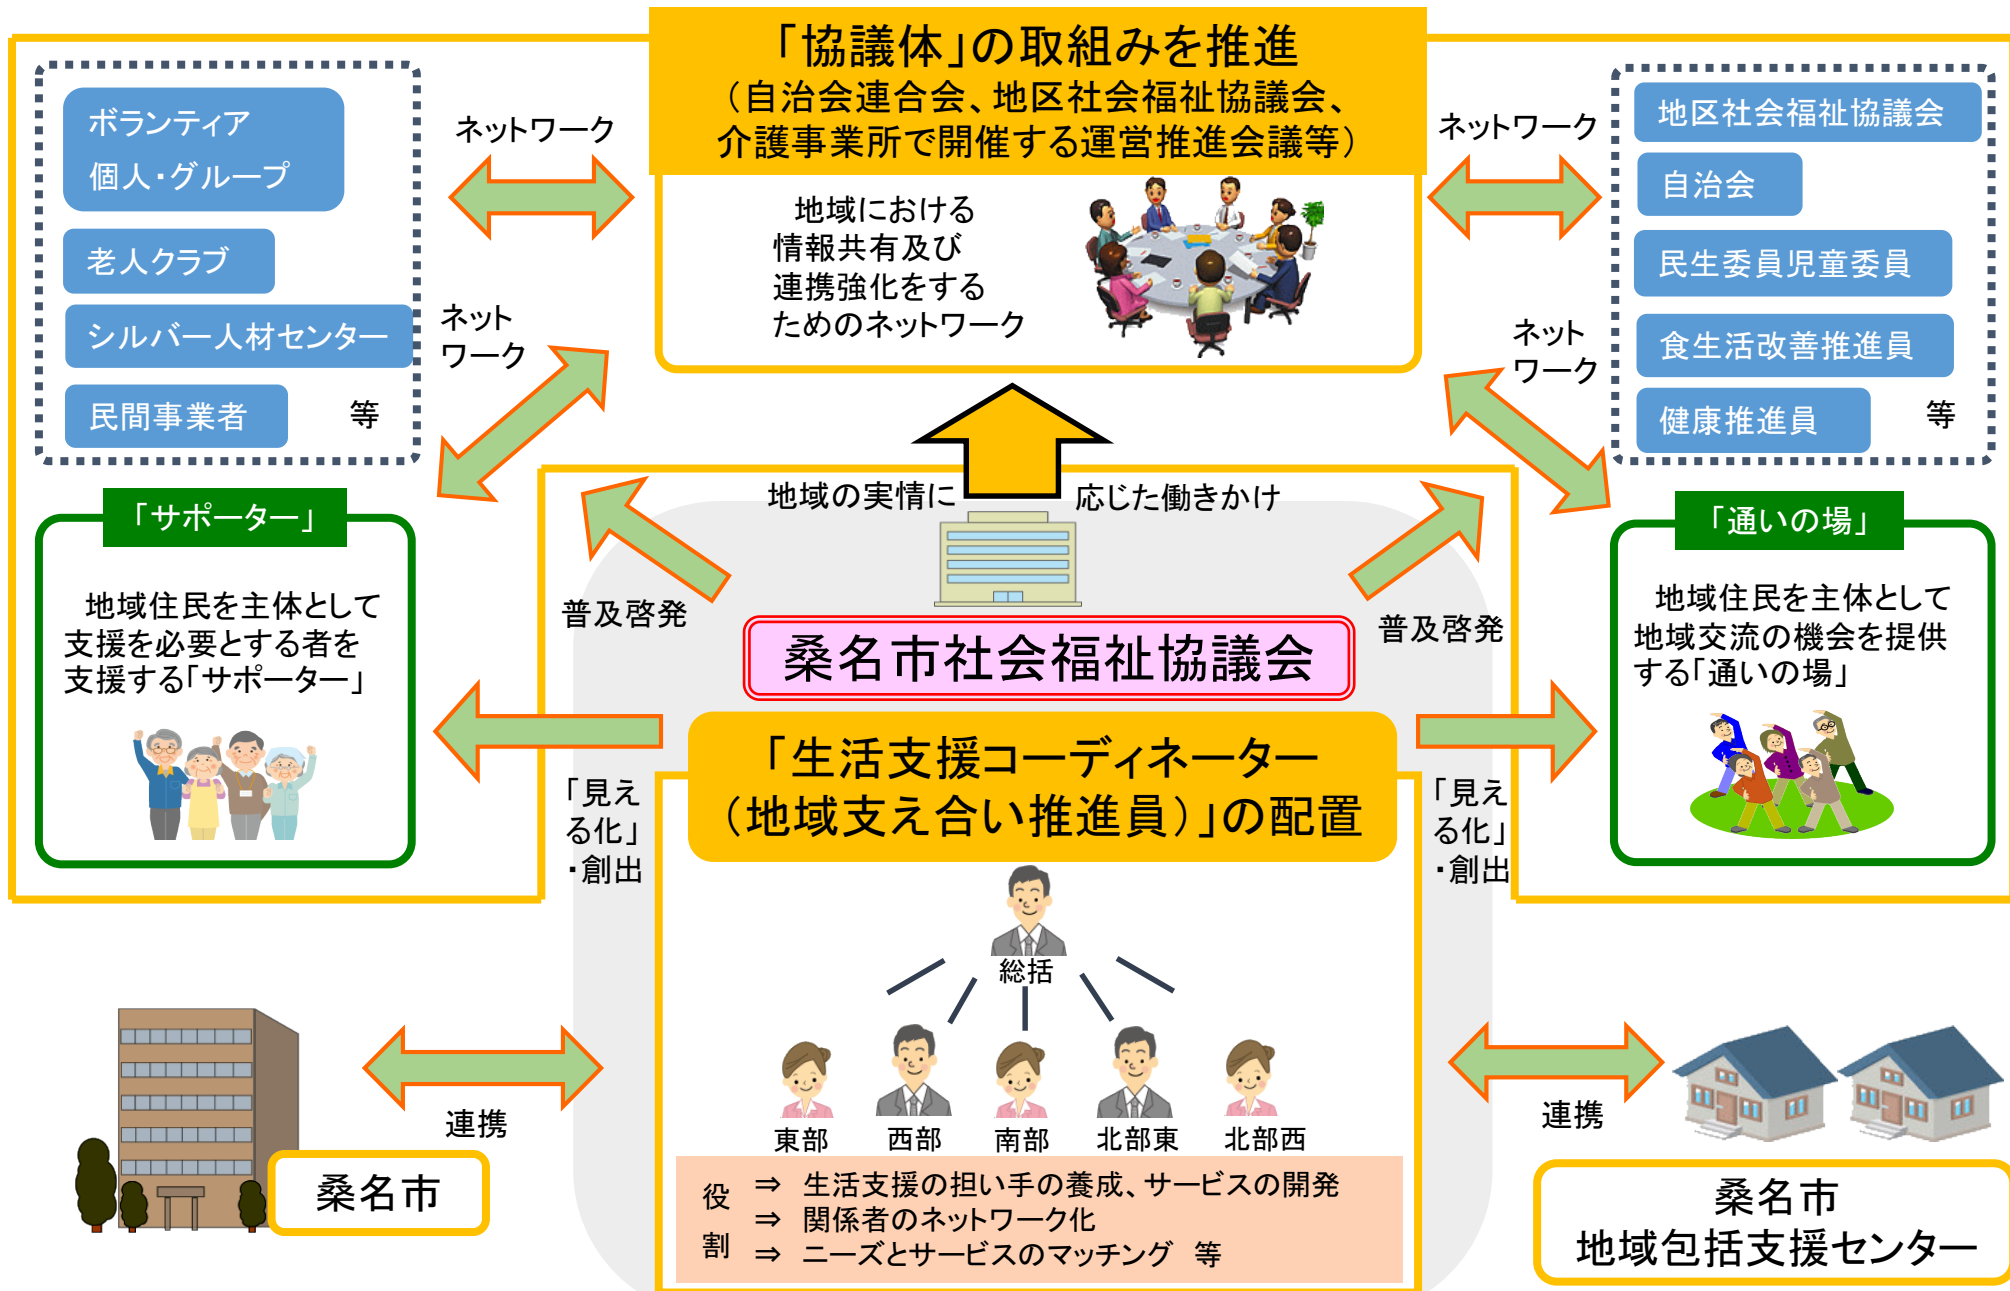 「協議体」の取組みを推進
（自治会連合会、地区社会福祉協議会、
介護事業所で開催する運営推進会議等）
地域における
情報共有及び
連携強化をする
ためのネットワーク
ボランティア
個人・グループ
老人クラブ
シルバー人材センター
民間事業者
等
ネットワーク
ネット
ワーク
ネットワーク
ネット
ワーク
地区社会福祉協議会
自治会
民生委員児童委員
食生活改善推進員
健康推進員
等
「サポーター」
地域住民を主体として
支援を必要とする者を
支援する「サポーター」
「通いの場」
地域住民を主体として
地域交流の機会を提供
する「通いの場」
地域の実情に
応じた働きかけ
普及啓発
普及啓発
桑名市社会福祉協議会
「生活支援コーディネーター
（地域支え合い推進員）」の配置
「見え
る化」
・創出
「見え
る化」
・創出
総括
東部
西部
南部
北部東
北部西
役割
⇒ 生活支援の担い手の養成、サービスの開発
⇒ 関係者のネットワーク化
⇒ ニーズとサービスのマッチング 等
連携
桑名市
連携
桑名市
地域包括支援センター